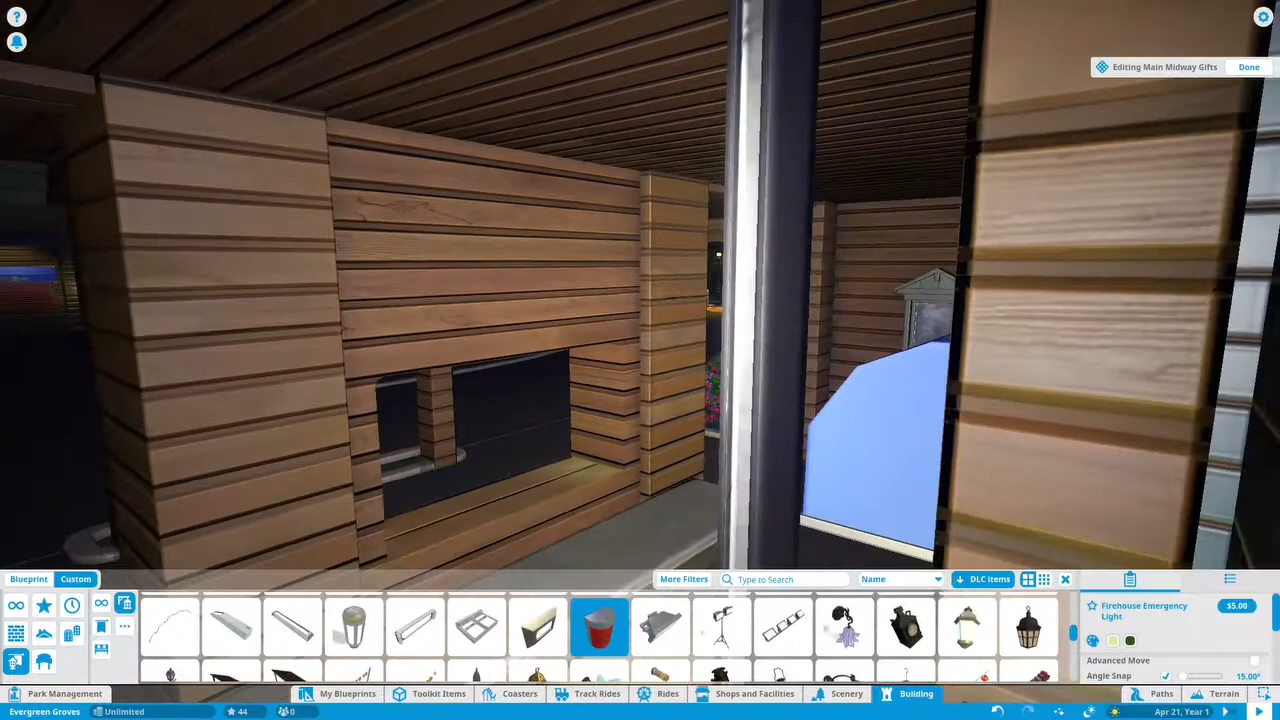 ?
Editing Main Midway Gifts Done
Blueprint Custom More Filters Type to Search Name DLC items
Firehouse Emergency Light $5.00
Advanced Move
Angle Snap 15.00°
Park Management My Blueprints Toolkit Items Coasters Track Rides Rides Shops and Facilities Scenery Building Paths Terrain
Evergreen Groves Unlimited 44 0 Apr 21, Year 1